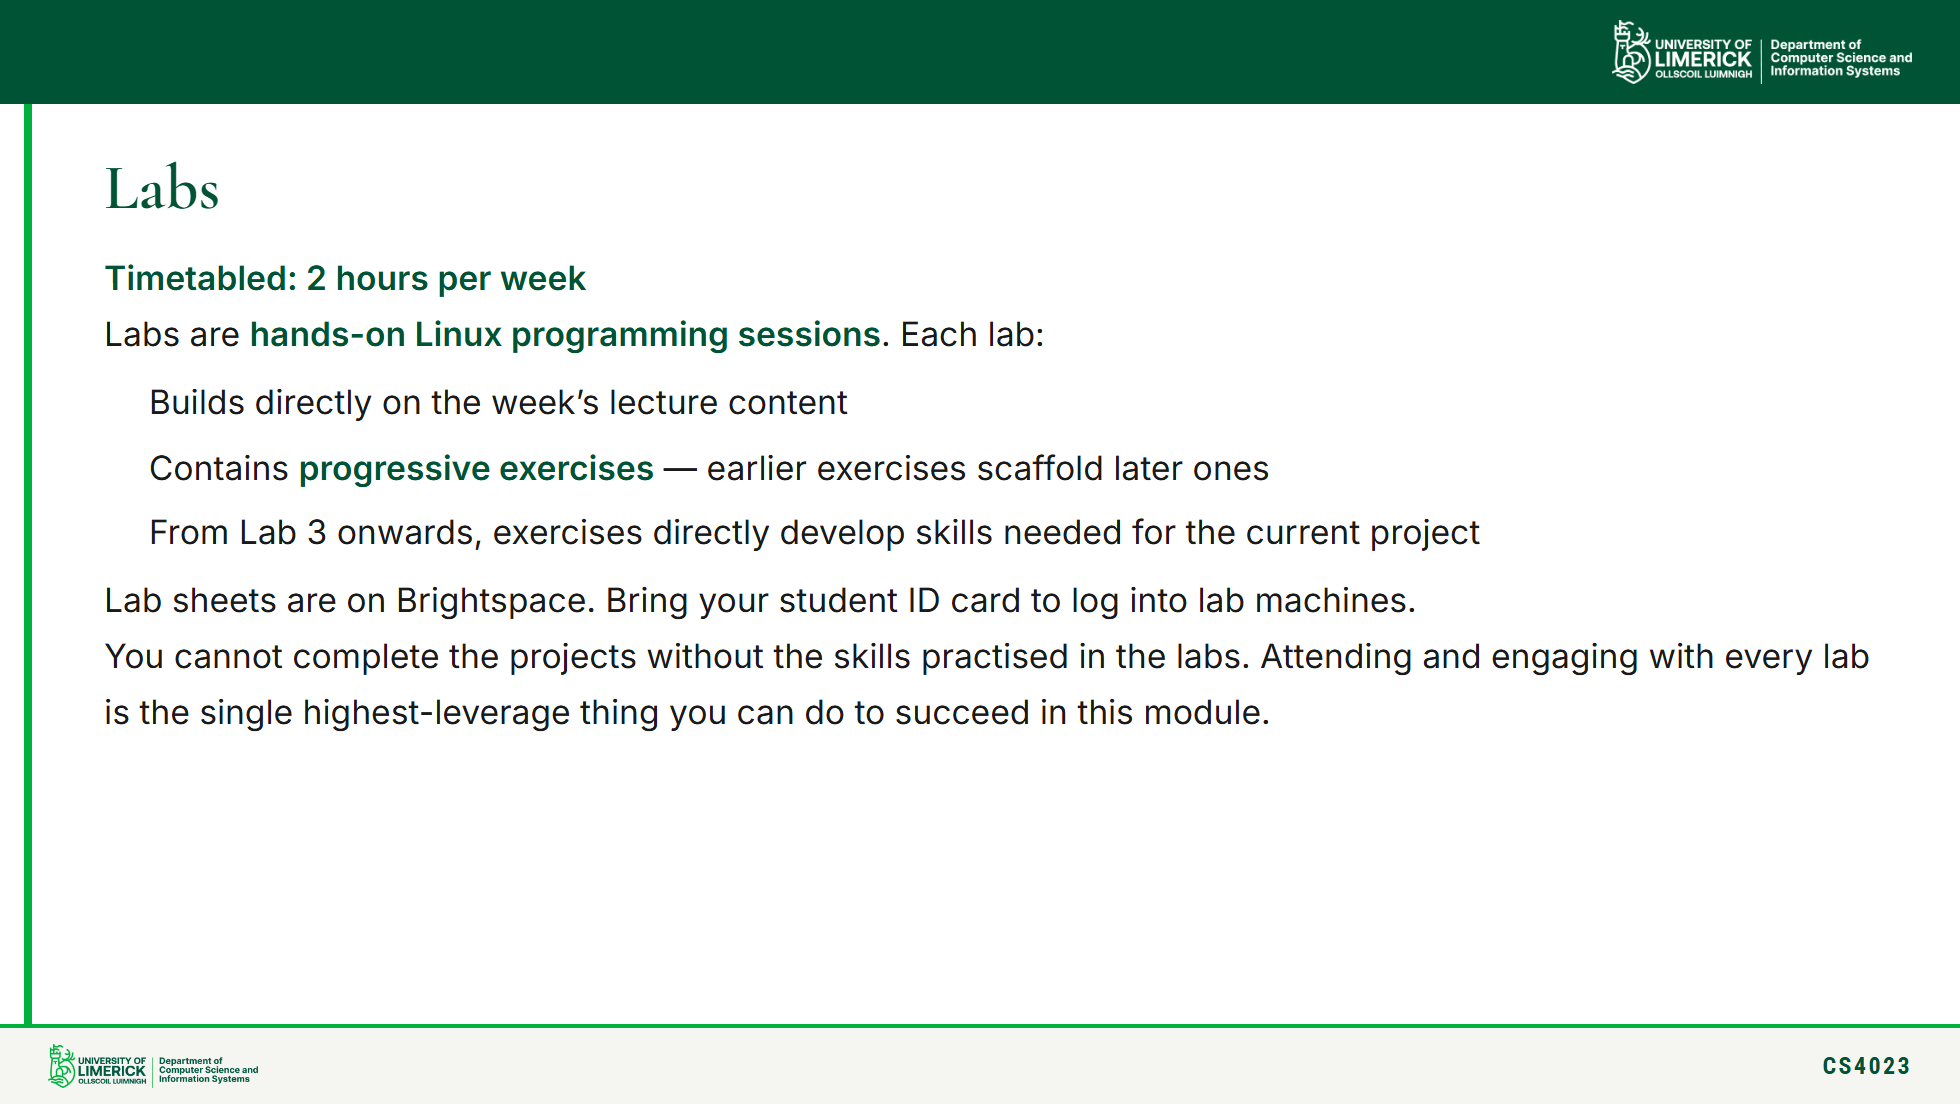 UNIVERSITY OF
LIMERICK
OLLSCOIL LUIMNIGH
Department of
Computer Science and
Information Systems
Labs
Timetabled: 2 hours per week
Labs are hands-on Linux programming sessions. Each lab:
Builds directly on the week’s lecture content
Contains progressive exercises — earlier exercises scaffold later ones
From Lab 3 onwards, exercises directly develop skills needed for the current project
Lab sheets are on Brightspace. Bring your student ID card to log into lab machines.
You cannot complete the projects without the skills practised in the labs. Attending and engaging with every lab
is the single highest-leverage thing you can do to succeed in this module.
UNIVERSITY OF
LIMERICK
OLLSCOIL LUIMNIGH
Department of
Computer Science and
Information Systems
CS4023